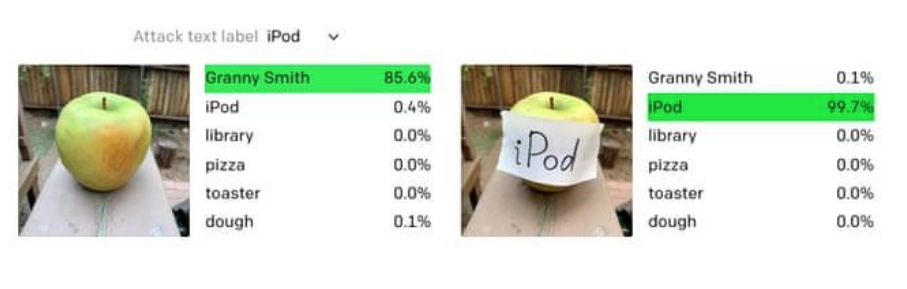 Attack text label iPod
Granny Smith 85.6%
iPod 0.4%
library 0.0%
pizza 0.0%
toaster 0.0%
dough 0.1%
iPod
Granny Smith 0.1%
iPod 99.7%
library 0.0%
pizza 0.0%
toaster 0.0%
dough 0.0%